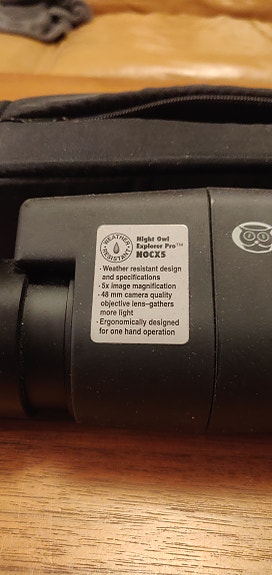 WEATHER RESISTANT
Night Owl
Explorer Pro™
NOCX5
- Weather resistant design
and specifications
- 5x image magnification
- 48 mm camera quality
objective lens-gathers
more light
- Ergonomically designed
for one hand operation